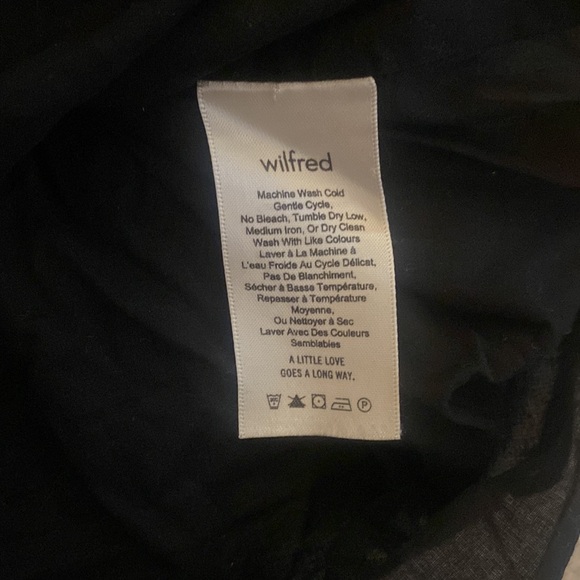 wilfred
Machine Wash Cold
Gentle Cycle,
No Bleach, Tumble Dry Low,
Medium Iron, Or Dry Clean
Wash With Like Colours
Laver à La Machine à
L'eau Froide Au Cycle Délicat,
Pas De Blanchiment,
Sécher à Basse Température,
Repasser à Température
Moyenne,
Ou Nettoyer à Sec
Laver Avec Des Couleurs
Semblables
A LITTLE LOVE
GOES A LONG WAY.
P